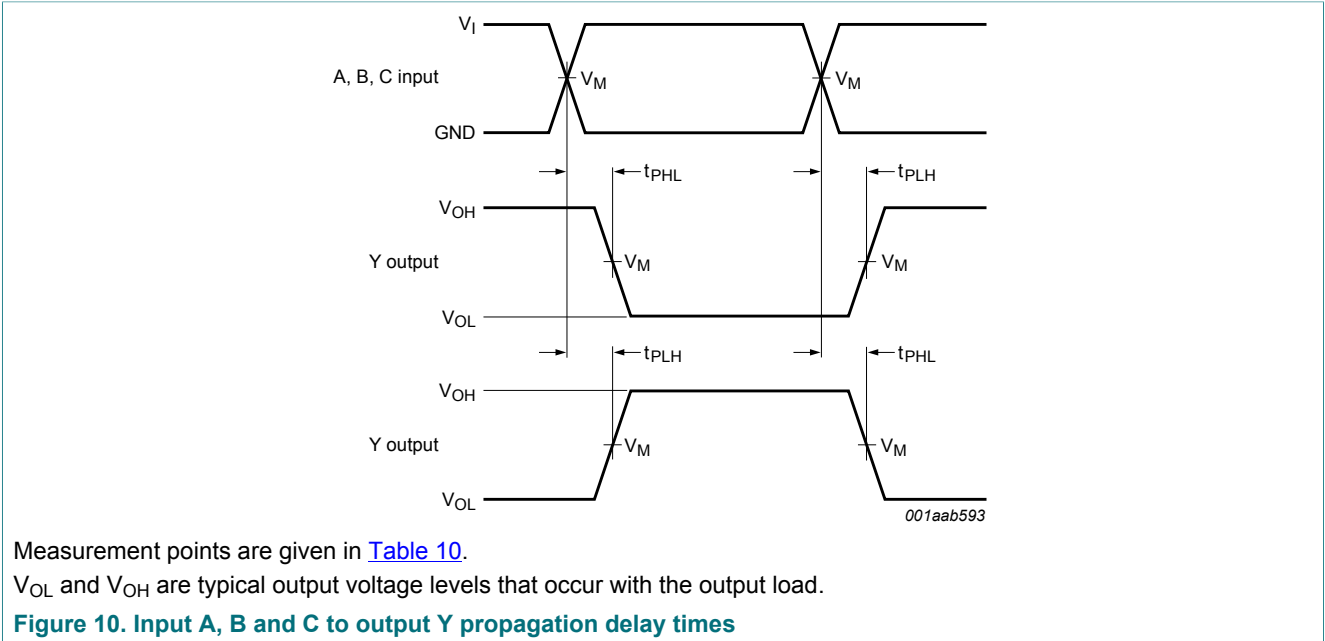 VI
A, B, C input
VM
VM
GND
tPHL
tPLH
VOH
Y output
VM
VM
VOL
tPLH
tPHL
VOH
Y output
VM
VM
VOL
001aab593
Measurement points are given in Table 10.
VOL and VOH are typical output voltage levels that occur with the output load.
Figure 10. Input A, B and C to output Y propagation delay times